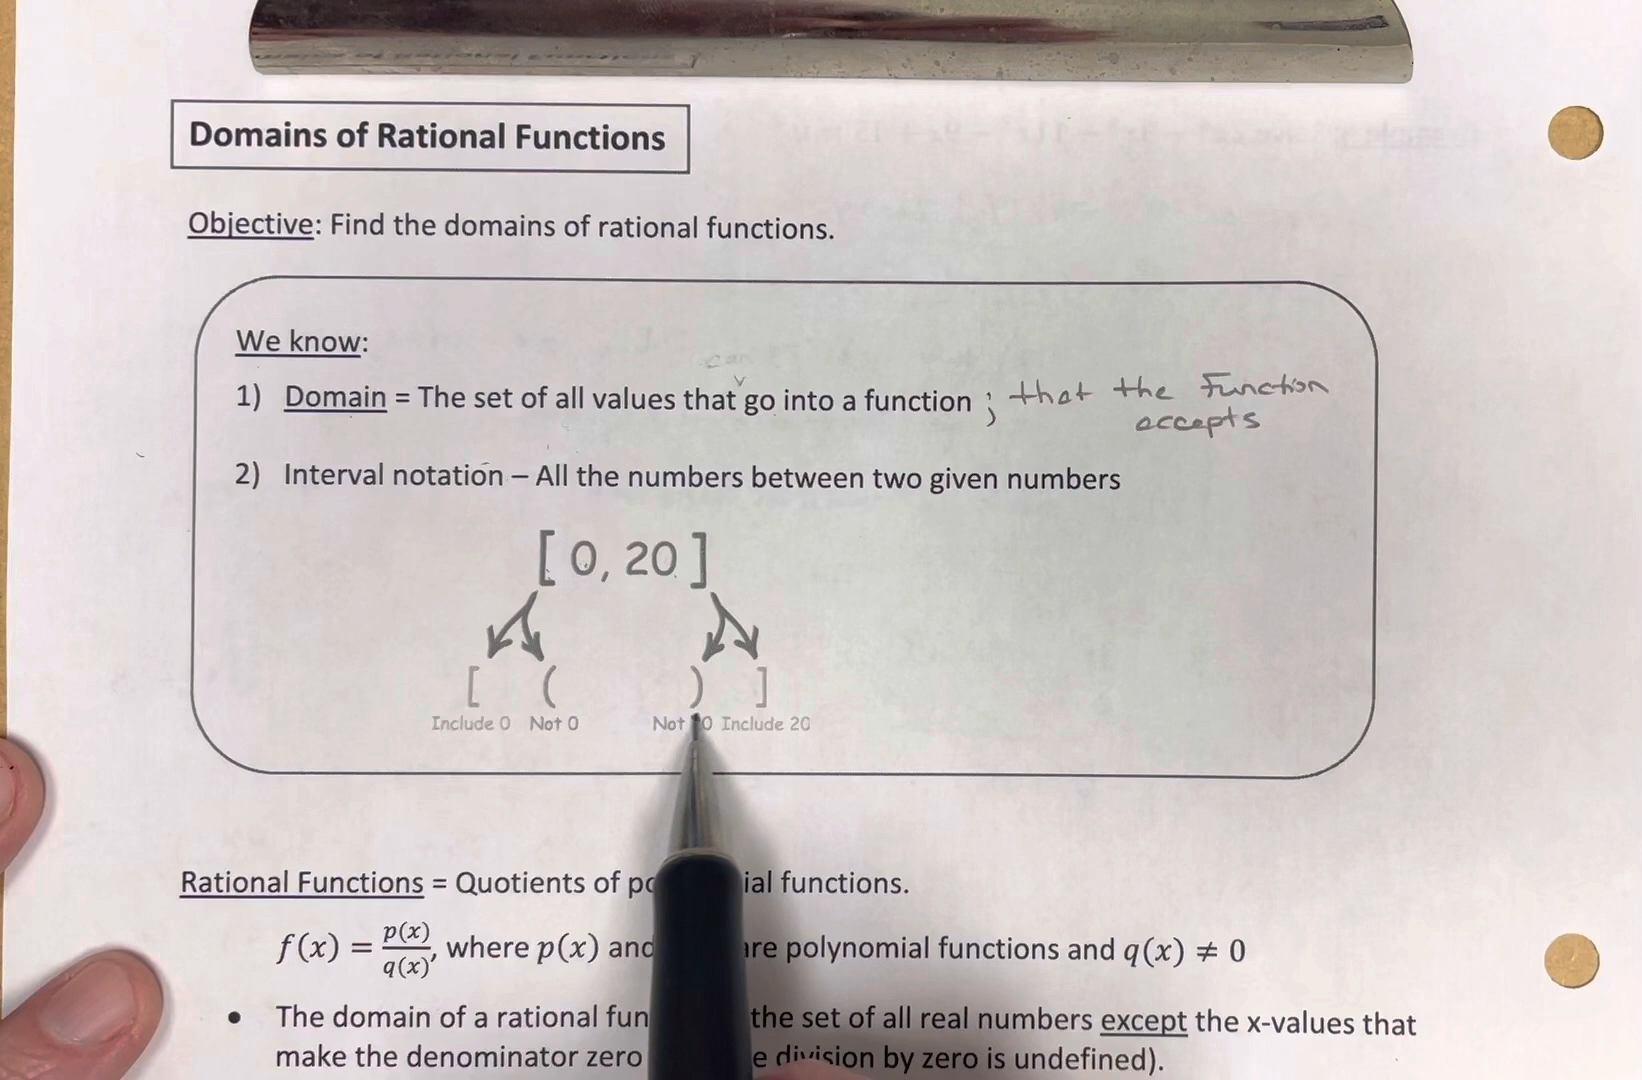 Domains of Rational Functions
Objective: Find the domains of rational functions.
We know:
can
1) Domain = The set of all values that go into a function ; that the Function
accepts
2) Interval notation – All the numbers between two given numbers
[ 0, 20 ]
[ ( ) ]
Include 0 Not 0 Not Include 20
Rational Functions = Quotients of functions.
f(x) = p(x)/q(x), where p(x) and are polynomial functions and q(x) ≠ 0
• The domain of a rational the set of all real numbers except the x-values that
make the denominator zero division by zero is undefined).